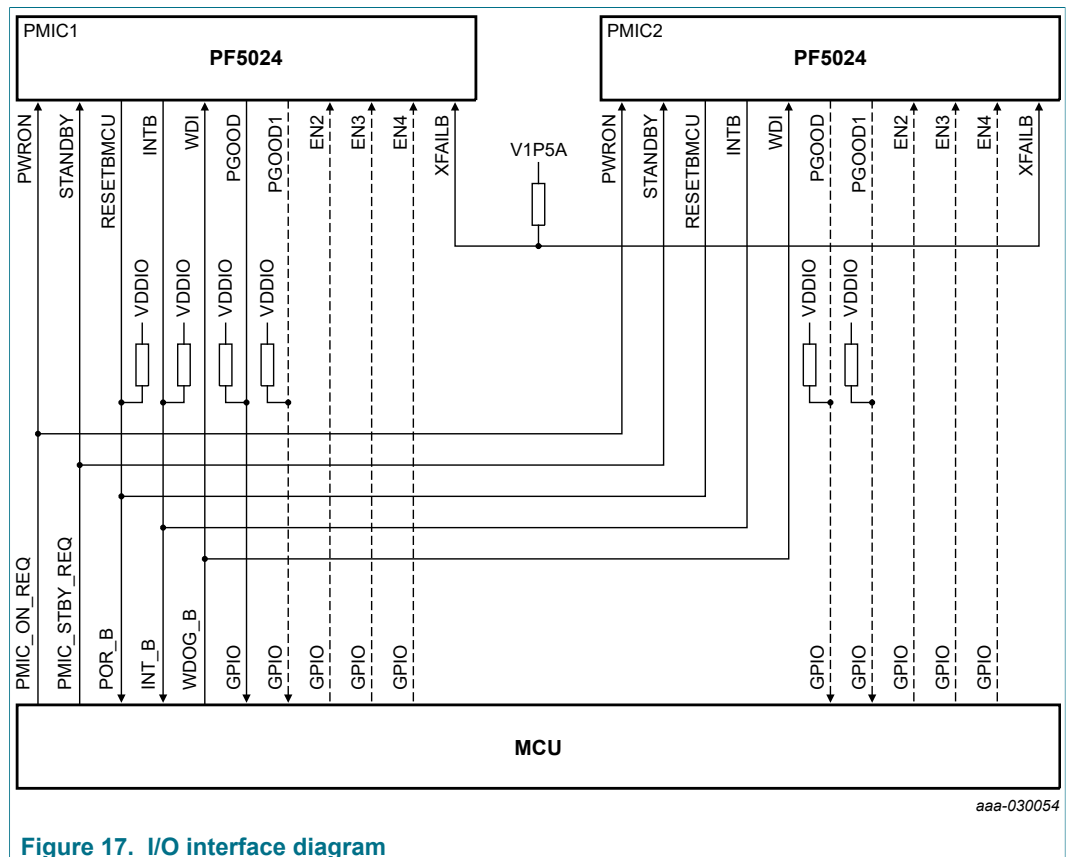 PMIC1
PF5024
PMIC2
PF5024
PWRON
STANDBY
RESETBMCU
INTB
WDI
PGOOD
PGOOD1
EN2
EN3
EN4
XFAILB
V1P5A
PWRON
STANDBY
RESETBMCU
INTB
WDI
PGOOD
PGOOD1
EN2
EN3
EN4
XFAILB
VDDIO
VDDIO
VDDIO
VDDIO
VDDIO
VDDIO
PMIC_ON_REQ
PMIC_STBY_REQ
POR_B
INT_B
WDOG_B
GPIO
GPIO
GPIO
GPIO
GPIO
GPIO
GPIO
GPIO
GPIO
GPIO
MCU
aaa-030054
Figure 17. I/O interface diagram